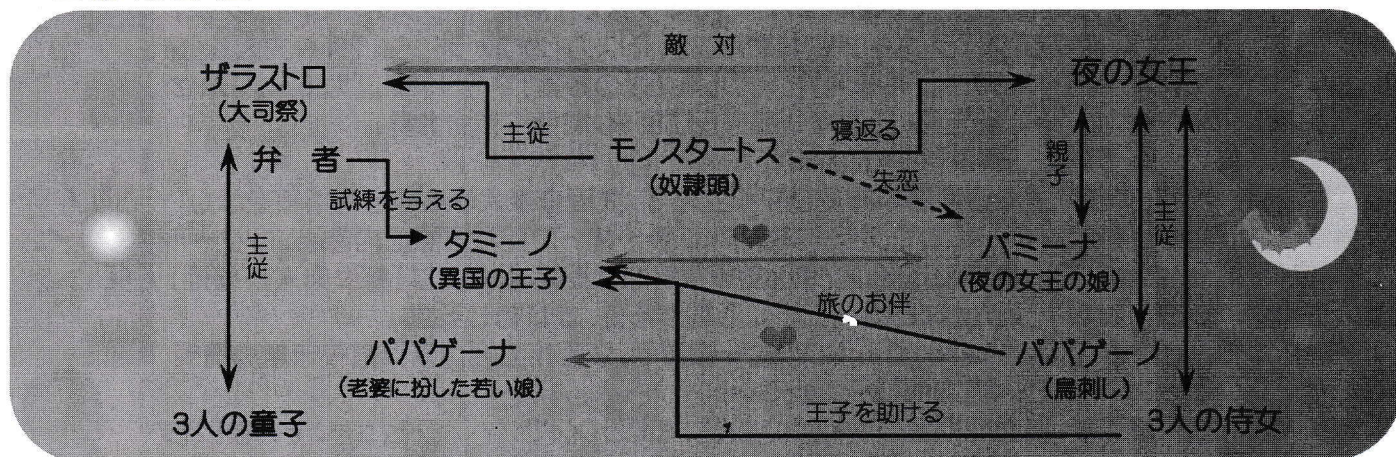 敵 対
ザラストロ
(大司祭)
夜の女王
主従
モノスタートス
(奴隷頭)
寝返る
弁 者
試練を与える
失恋
親子
主従
主従
タミーノ
(異国の王子)
パミーナ
(夜の女王の娘)
旅のお伴
パパゲーナ
(老婆に扮した若い娘)
パパゲーノ
(鳥刺し)
王子を助ける
3人の童子
3人の侍女